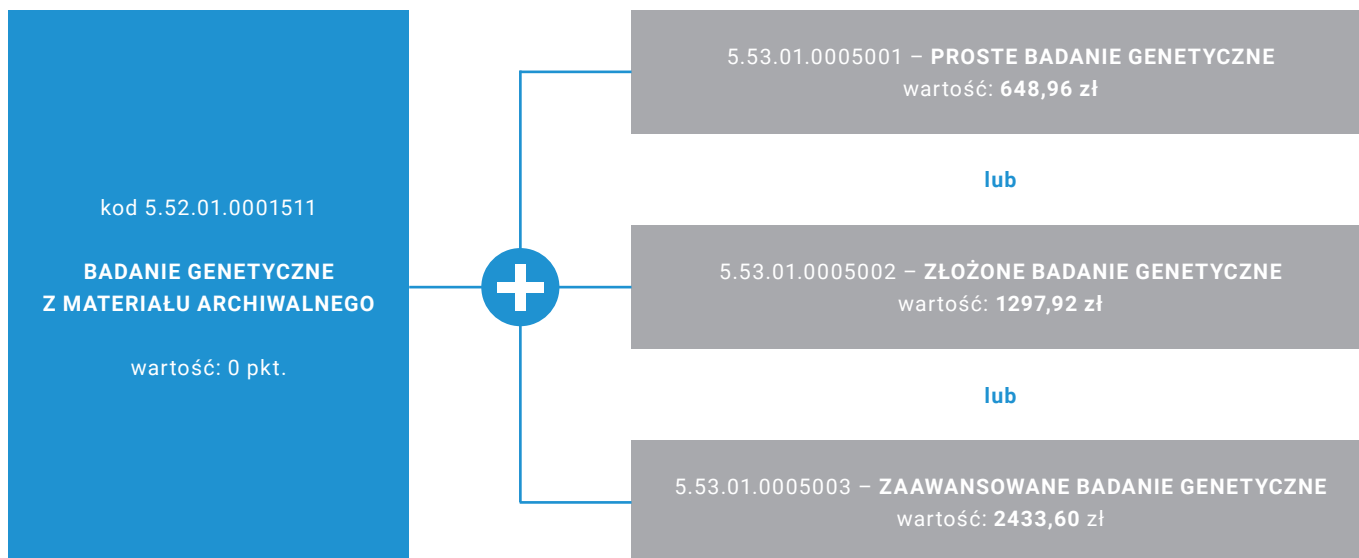 kod 5.52.01.0001511
BADANIE GENETYCZNE
Z MATERIAŁU ARCHIWALNEGO
wartość: 0 pkt.
5.53.01.0005001 – PROSTE BADANIE GENETYCZNE
wartość: 648,96 zł
lub
5.53.01.0005002 – ZŁOŻONE BADANIE GENETYCZNE
wartość: 1297,92 zł
lub
5.53.01.0005003 – ZAAWANSOWANE BADANIE GENETYCZNE
wartość: 2433,60 zł